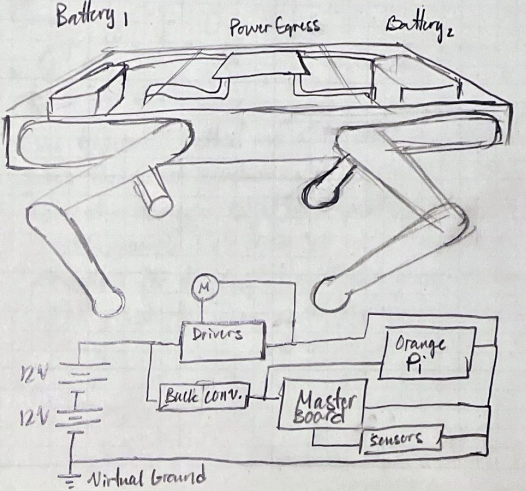 Battery 1
Power Egress
Battery 2
M
Drivers
12V
12V
Buck conv.
Master
Board
Orange
Pi
Sensors
Virtual Ground